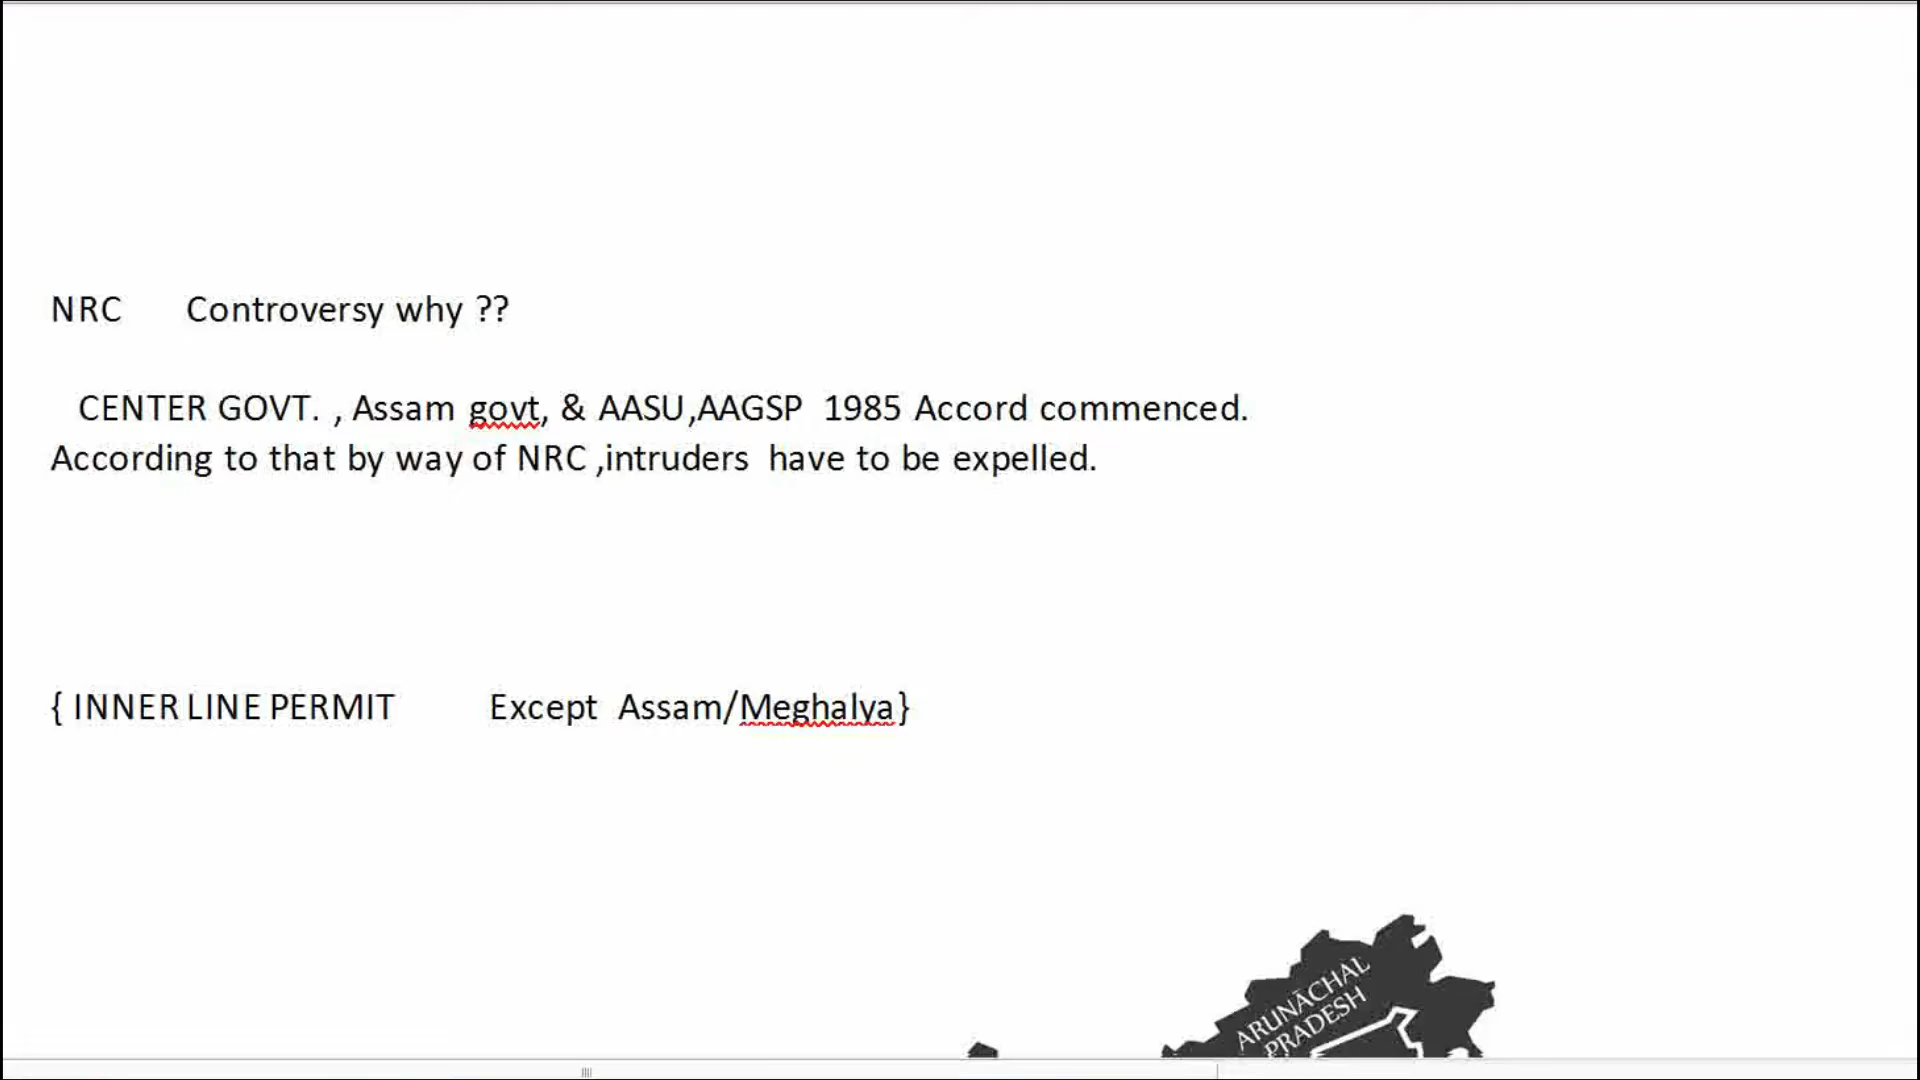 NRC Controversy why ??
CENTER GOVT. , Assam govt, & AASU,AAGSP 1985 Accord commenced.
According to that by way of NRC ,intruders have to be expelled.
{ INNER LINE PERMIT Except Assam/Meghalya}
ARUNĀCHAL
PRADESH